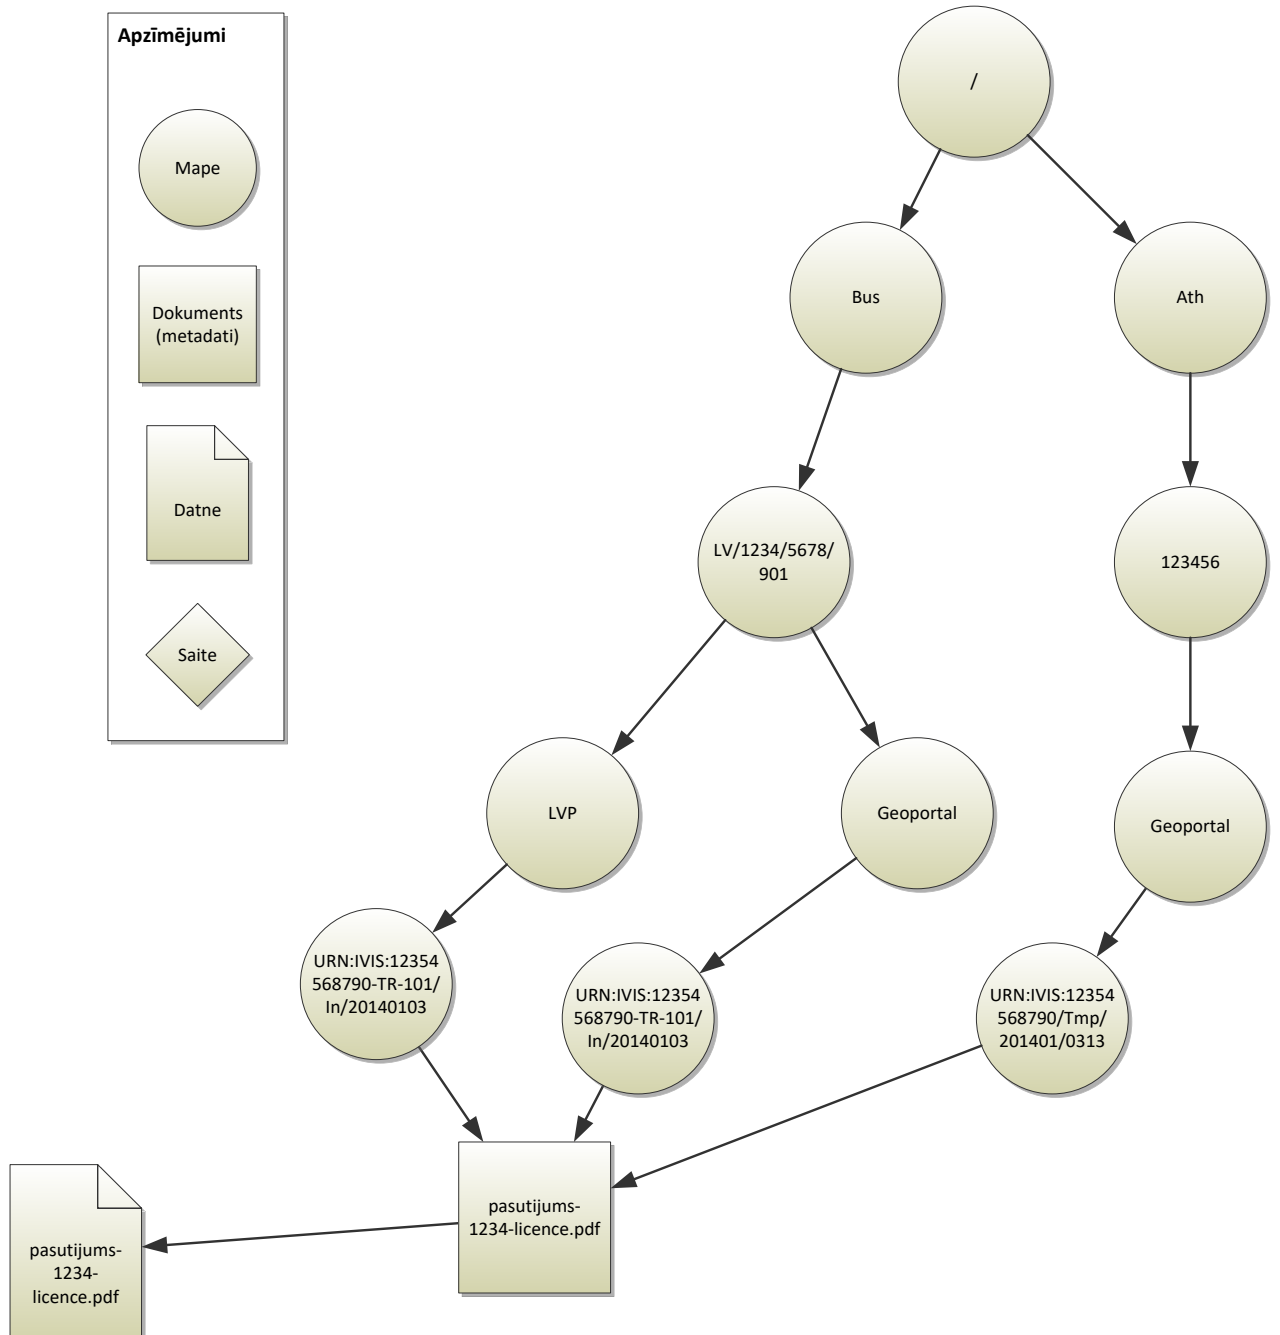 Apzīmējumi
Mape
Dokuments
(metadati)
Datne
Saite
/
Bus
Ath
LV/1234/5678/
901
123456
LVP
Geoportal
Geoportal
URN:IVIS:12354
568790-TR-101/
In/20140103
URN:IVIS:12354
568790-TR-101/
In/20140103
URN:IVIS:12354
568790/Tmp/
201401/0313
pasutijums-
1234-licence.pdf
pasutijums-
1234-
licence.pdf